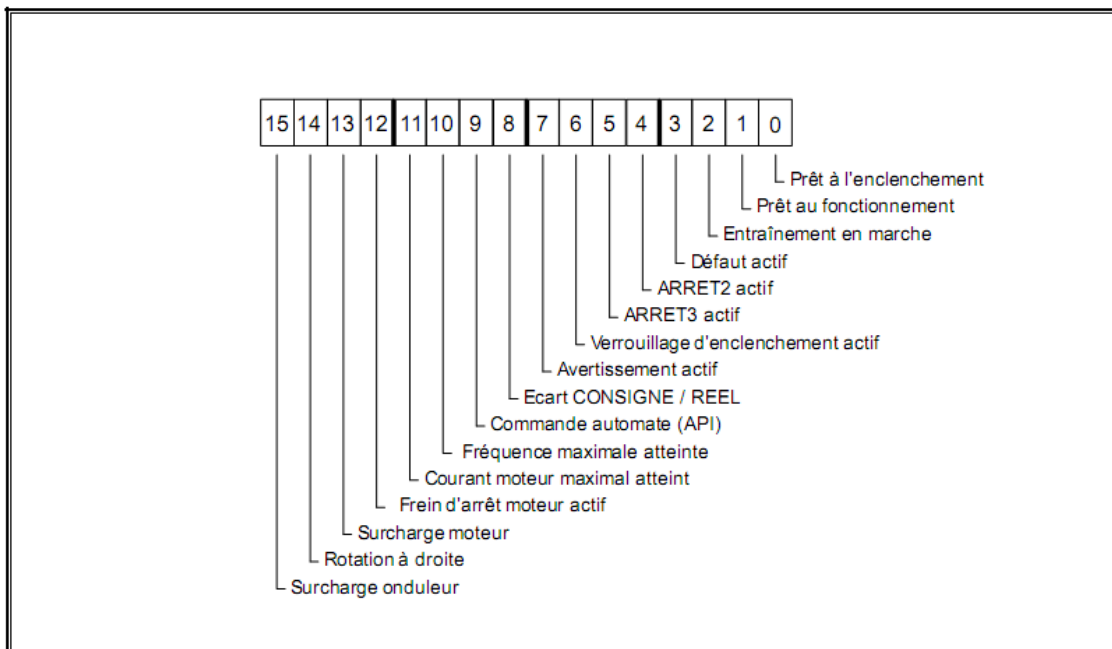 15 14 13 12 11 10 9 8 7 6 5 4 3 2 1 0
Prêt à l'enclenchement
Prêt au fonctionnement
Entraînement en marche
Défaut actif
ARRET2 actif
ARRET3 actif
Verrouillage d'enclenchement actif
Avertissement actif
Ecart CONSIGNE / REEL
Commande automate (API)
Fréquence maximale atteinte
Courant moteur maximal atteint
Frein d'arrêt moteur actif
Surcharge moteur
Rotation à droite
Surcharge onduleur